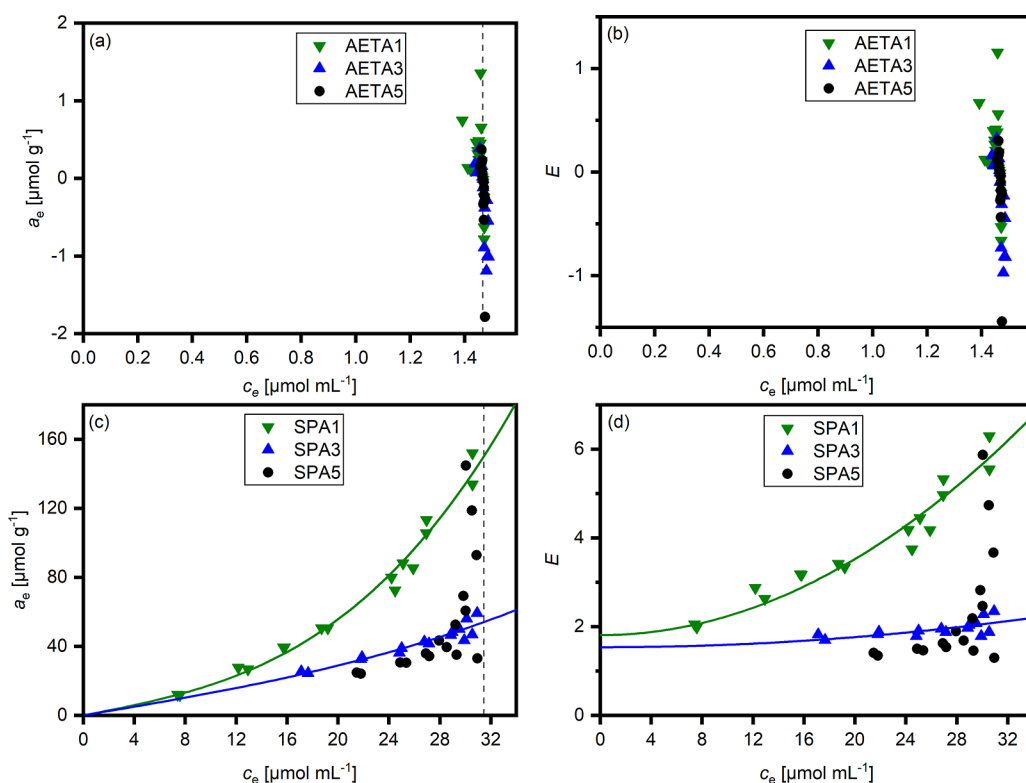 (a)
AETA1
AETA3
AETA5
2
1
0
-1
-2
aₑ [µmol g⁻¹]
0.0 0.2 0.4 0.6 0.8 1.0 1.2 1.4
cₑ [µmol mL⁻¹]
(b)
AETA1
AETA3
AETA5
1
0
-1
E
0.0 0.2 0.4 0.6 0.8 1.0 1.2 1.4
cₑ [µmol mL⁻¹]
(c)
SPA1
SPA3
SPA5
160
120
80
40
0
aₑ [µmol g⁻¹]
0 4 8 12 16 20 24 28 32
cₑ [µmol mL⁻¹]
(d)
SPA1
SPA3
SPA5
6
4
2
0
E
0 4 8 12 16 20 24 28 32
cₑ [µmol mL⁻¹]